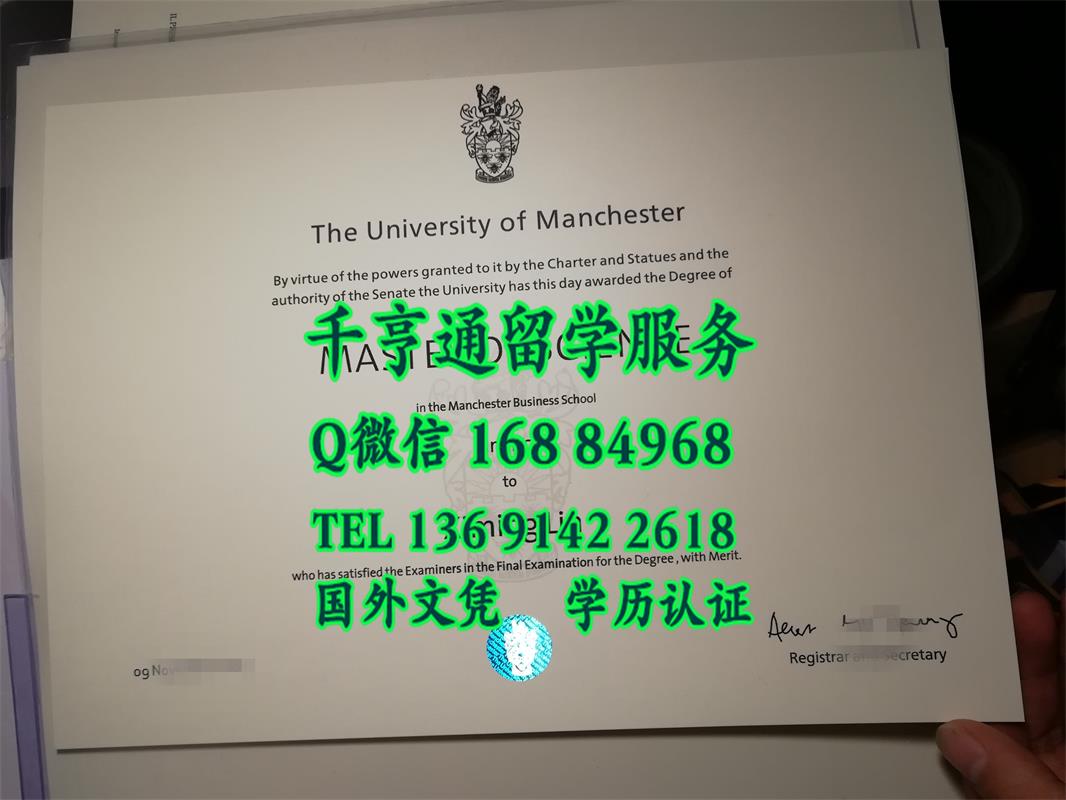 The University of Manchester
By virtue of the powers granted to it by the Charter and Statues and the
authority of the Senate the University has this day awarded the Degree of
千亨通留学服务
MASTER OF SCIENCE
in the Manchester Business School
Q微信 168 84968
to
TEL 136 9142 2618
who has satisfied the Examiners in the Final Examination for the Degree, with Merit.
国外文凭 学历认证
09 Nov
Registrar and Secretary